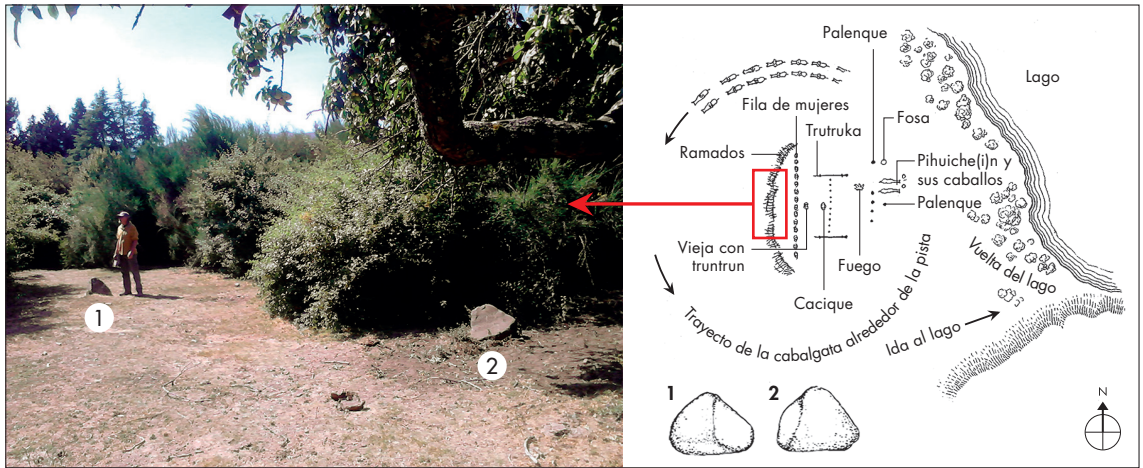 1
2
Palenque
Lago
Fila de mujeres
Trutruka
Fosa
Ramados
Pihuiche(i)n y
sus caballos
Palenque
Vieja con
truntrun
Fuego
Cacique
Vuelta del lago
Trayecto de la cabalgata alrededor de la pista
Ida al lago
1
2
N